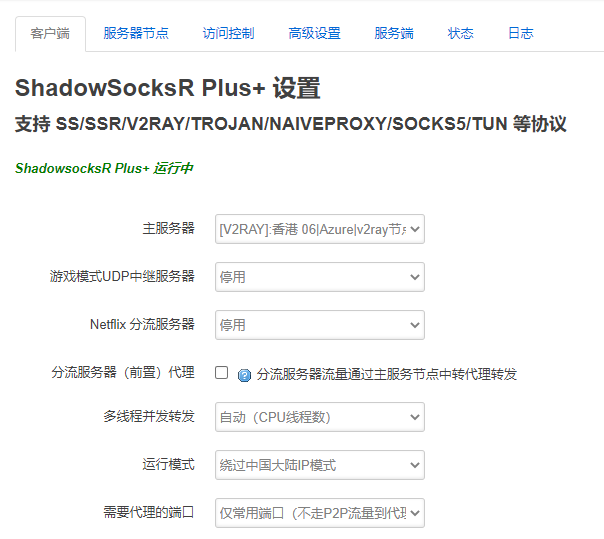 客户端 服务器节点 访问控制 高级设置 服务端 状态 日志
ShadowSocksR Plus+ 设置
支持 SS/SSR/V2RAY/TROJAN/NAIVEPROXY/SOCKS5/TUN 等协议
ShadowsocksR Plus+ 运行中
主服务器 [V2RAY]:香港 06|Azure|v2ray节点
游戏模式UDP中继服务器 停用
Netflix 分流服务器 停用
分流服务器（前置）代理 分流服务器流量通过主服务节点中转代理转发
多线程并发转发 自动（CPU线程数）
运行模式 绕过中国大陆IP模式
需要代理的端口 仅常用端口（不走P2P流量到代理